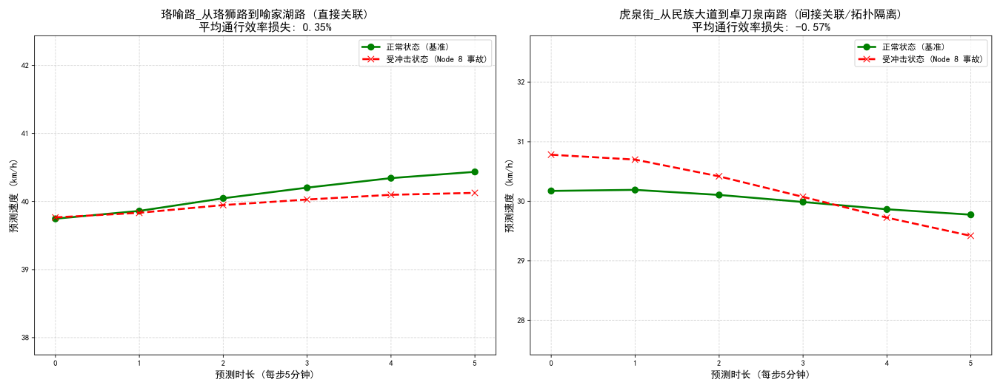 珞喻路_从珞狮路到喻家湖路 (直接关联)
平均通行效率损失: 0.35%
正常状态 (基准)
受冲击状态 (Node 8 事故)
预测速度 (km/h)
42
41
40
39
38
0
1
2
3
4
5
预测时长 (每步5分钟)
虎泉街_从民族大道到卓刀泉南路 (间接关联/拓扑隔离)
平均通行效率损失: -0.57%
正常状态 (基准)
受冲击状态 (Node 8 事故)
预测速度 (km/h)
32
31
30
29
28
0
1
2
3
4
5
预测时长 (每步5分钟)